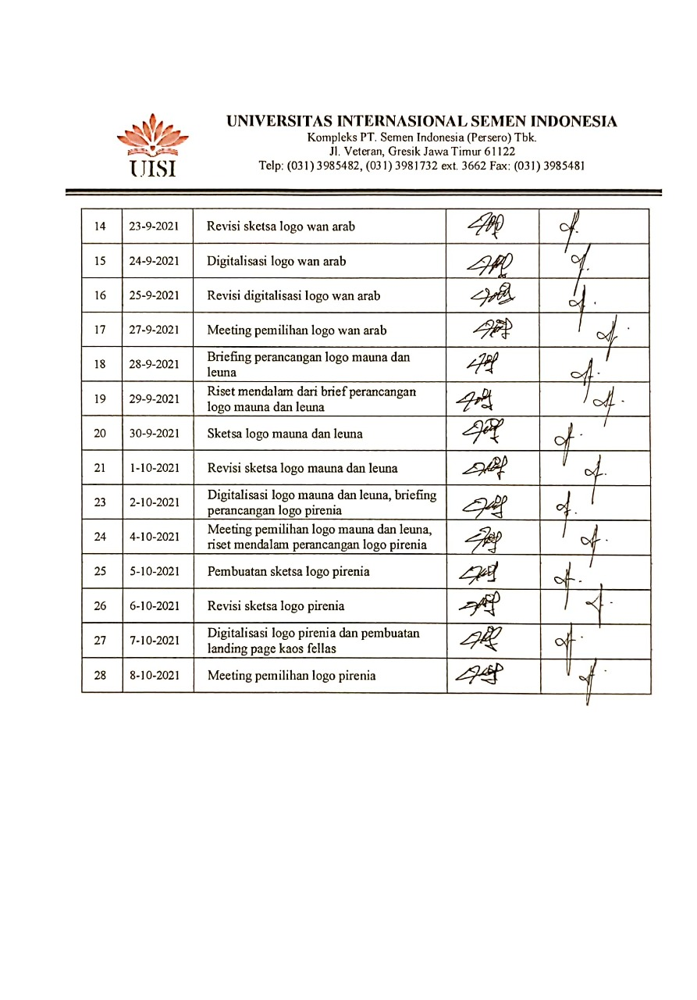 UNIVERSITAS INTERNASIONAL SEMEN INDONESIA
Kompleks PT. Semen Indonesia (Persero) Tbk.
Jl. Veteran, Gresik Jawa Timur 61122
Telp: (031) 3985482, (031) 3981732 ext. 3662 Fax: (031) 3985481
UISI
14 23-9-2021 Revisi sketsa logo wan arab
15 24-9-2021 Digitalisasi logo wan arab
16 25-9-2021 Revisi digitalisasi logo wan arab
17 27-9-2021 Meeting pemilihan logo wan arab
18 28-9-2021 Briefing perancangan logo mauna dan
leuna
19 29-9-2021 Riset mendalam dari brief perancangan
logo mauna dan leuna
20 30-9-2021 Sketsa logo mauna dan leuna
21 1-10-2021 Revisi sketsa logo mauna dan leuna
23 2-10-2021 Digitalisasi logo mauna dan leuna, briefing
perancangan logo pirenia
24 4-10-2021 Meeting pemilihan logo mauna dan leuna,
riset mendalam perancangan logo pirenia
25 5-10-2021 Pembuatan sketsa logo pirenia
26 6-10-2021 Revisi sketsa logo pirenia
27 7-10-2021 Digitalisasi logo pirenia dan pembuatan
landing page kaos fellas
28 8-10-2021 Meeting pemilihan logo pirenia